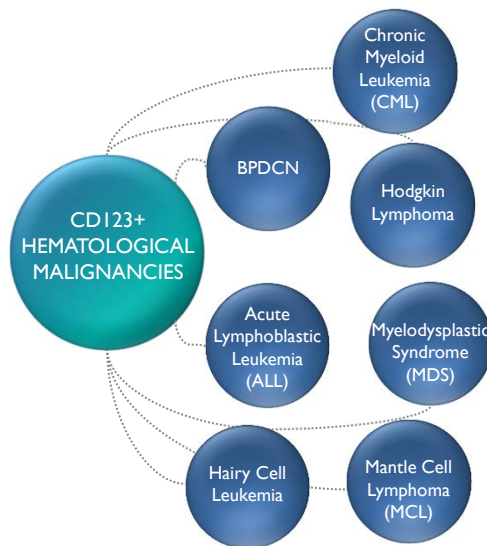 Chronic
Myeloid
Leukemia
(CML)
BPDCN
Hodgkin
Lymphoma
CD123+
HEMATOLOGICAL
MALIGNANCIES
Acute
Lymphoblastic
Leukemia
(ALL)
Myelodysplastic
Syndrome
(MDS)
Hairy Cell
Leukemia
Mantle Cell
Lymphoma
(MCL)